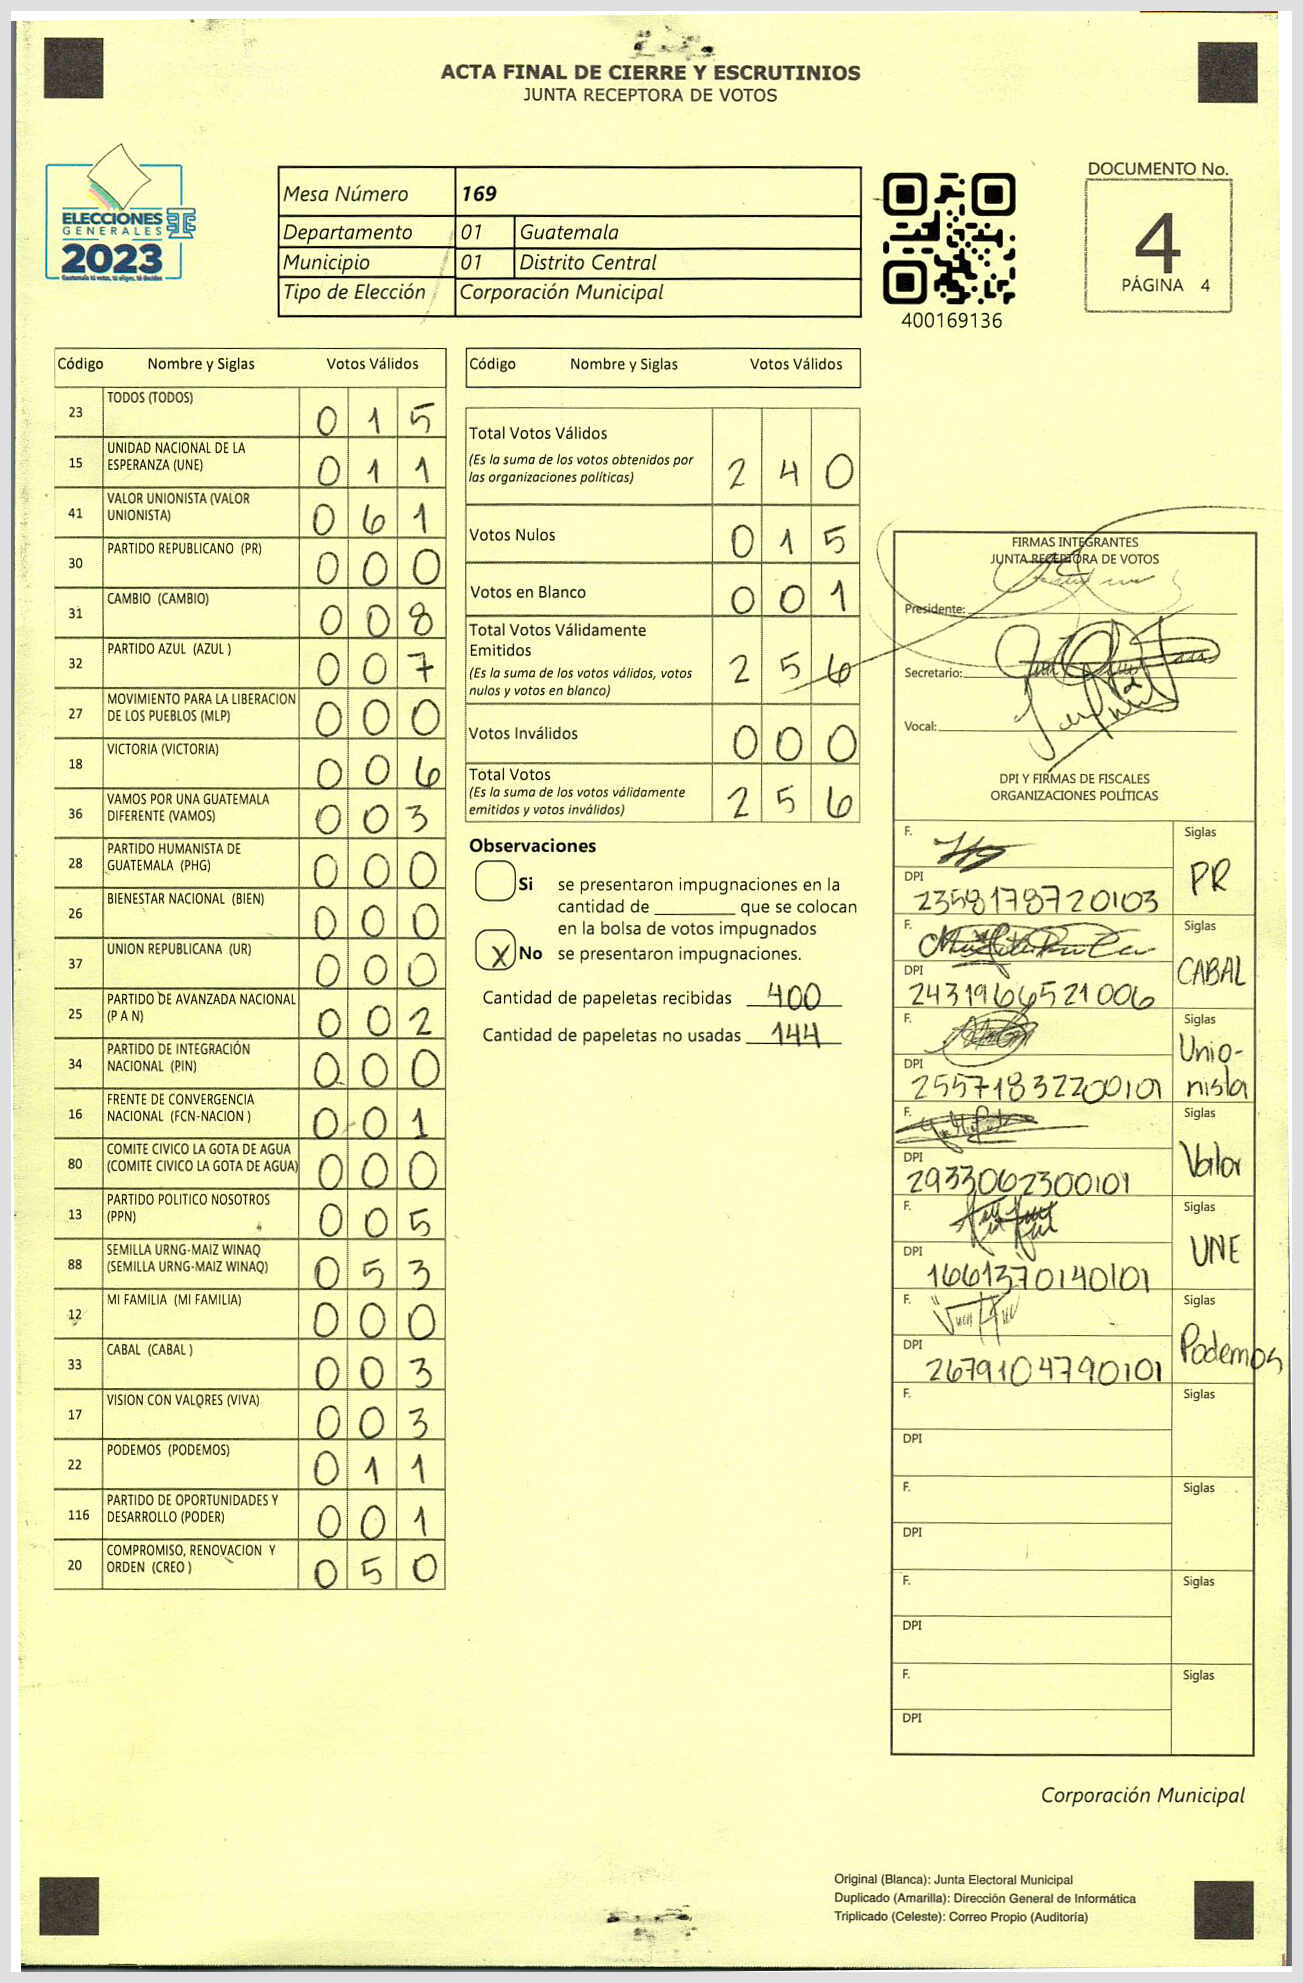 ACTA FINAL DE CIERRE Y ESCRUTINIOS
JUNTA RECEPTORA DE VOTOS
ELECCIONES
GENERALES
2023
Mesa Número 169
Departamento 01 Guatemala
Municipio 01 Distrito Central
Tipo de Elección Corporación Municipal
400169136
DOCUMENTO No.
4
PÁGINA 4
Código Nombre y Siglas Votos Válidos
23 TODOS (TODOS) 0 1 5
15 UNIDAD NACIONAL DE LA
ESPERANZA (UNE) 0 1 1
41 VALOR UNIONISTA (VALOR
UNIONISTA) 0 6 1
30 PARTIDO REPUBLICANO (PR) 0 0 0
31 CAMBIO (CAMBIO) 0 0 8
32 PARTIDO AZUL (AZUL ) 0 0 7
27 MOVIMIENTO PARA LA LIBERACION
DE LOS PUEBLOS (MLP) 0 0 0
18 VICTORIA (VICTORIA) 0 0 6
36 VAMOS POR UNA GUATEMALA
DIFERENTE (VAMOS) 0 0 3
28 PARTIDO HUMANISTA DE
GUATEMALA (PHG) 0 0 0
26 BIENESTAR NACIONAL (BIEN) 0 0 0
37 UNION REPUBLICANA (UR) 0 0 0
25 PARTIDO DE AVANZADA NACIONAL
(P A N) 0 0 2
34 PARTIDO DE INTEGRACIÓN
NACIONAL (PIN) 0 0 0
16 FRENTE DE CONVERGENCIA
NACIONAL (FCN-NACION ) 0 0 1
80 COMITE CIVICO LA GOTA DE AGUA
(COMITE CIVICO LA GOTA DE AGUA) 0 0 0
13 PARTIDO POLITICO NOSOTROS
(PPN) 0 0 5
88 SEMILLA URNG-MAIZ WINAQ
(SEMILLA URNG-MAIZ WINAQ) 0 5 3
12 MI FAMILIA (MI FAMILIA) 0 0 0
33 CABAL (CABAL ) 0 0 3
17 VISION CON VALORES (VIVA) 0 0 3
22 PODEMOS (PODEMOS) 0 1 1
116 PARTIDO DE OPORTUNIDADES Y
DESARROLLO (PODER) 0 0 1
20 COMPROMISO, RENOVACION Y
ORDEN (CREO ) 0 5 0
Código Nombre y Siglas Votos Válidos
Total Votos Válidos
(Es la suma de los votos obtenidos por
las organizaciones políticas) 2 4 0
Votos Nulos 0 1 5
Votos en Blanco 0 0 1
Total Votos Válidamente
Emitidos
(Es la suma de los votos válidos, votos
nulos y votos en blanco) 2 5 6
Votos Inválidos 0 0 0
Total Votos
(Es la suma de los votos válidamente
emitidos y votos inválidos) 2 5 6
Observaciones
Si se presentaron impugnaciones en la
cantidad de ________ que se colocan
en la bolsa de votos impugnados
X No se presentaron impugnaciones.
Cantidad de papeletas recibidas 400
Cantidad de papeletas no usadas 144
FIRMAS INTEGRANTES
JUNTA RECEPTORA DE VOTOS
Presidente:
Secretario:
Vocal:
DPI Y FIRMAS DE FISCALES
ORGANIZACIONES POLÍTICAS
F. Siglas
PR
DPI
2358178720103
F. Siglas
CABAL
DPI
2431966521006
F. Siglas
Unio-
nista
DPI
2557183220 0101
F. Siglas
Valor
DPI
2933062300101
F. Siglas
UNE
DPI
1661370140101
F. Siglas
Podemos
DPI
2679104790101
F. Siglas
DPI
F. Siglas
DPI
F. Siglas
DPI
F. Siglas
DPI
Corporación Municipal
Original (Blanca): Junta Electoral Municipal
Duplicado (Amarilla): Dirección General de Informática
Triplicado (Celeste): Correo Propio (Auditoría)